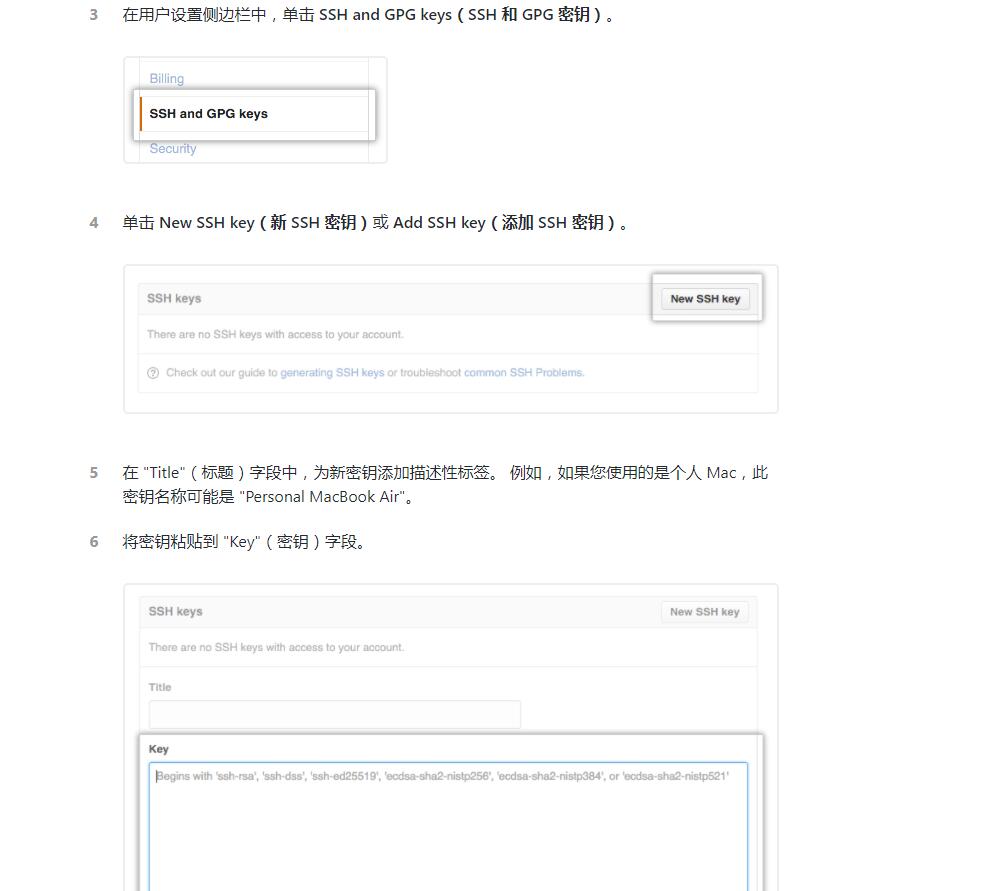 3 在用户设置侧边栏中，单击 SSH and GPG keys（SSH 和 GPG 密钥）。
Billing
SSH and GPG keys
Security
4 单击 New SSH key（新 SSH 密钥）或 Add SSH key（添加 SSH 密钥）。
SSH keys New SSH key
There are no SSH keys with access to your account.
Check out our guide to generating SSH keys or troubleshoot common SSH Problems.
5 在 "Title"（标题）字段中，为新密钥添加描述性标签。 例如，如果您使用的是个人 Mac，此
密钥名称可能是 "Personal MacBook Air"。
6 将密钥粘贴到 "Key"（密钥）字段。
SSH keys New SSH key
There are no SSH keys with access to your account.
Title
Key
Begins with 'ssh-rsa', 'ssh-dss', 'ssh-ed25519', 'ecdsa-sha2-nistp256', 'ecdsa-sha2-nistp384', or 'ecdsa-sha2-nistp521'